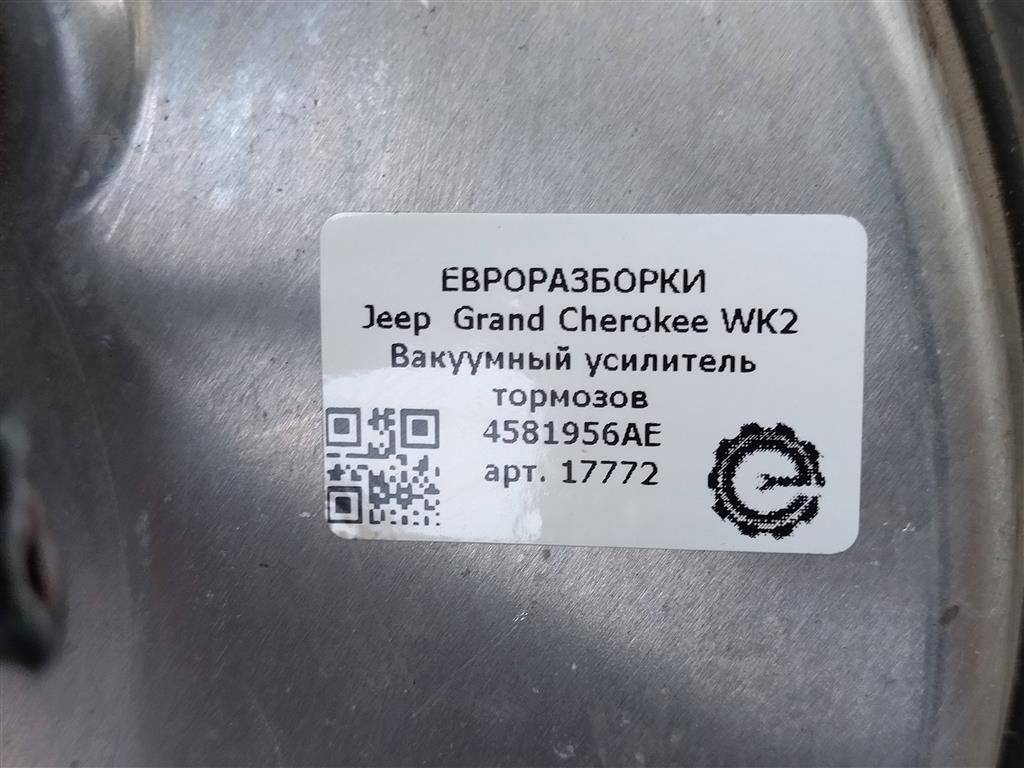 ЕВРОРАЗБОРКИ
Jeep Grand Cherokee WK2
Вакуумный усилитель
тормозов
4581956AE
арт. 17772